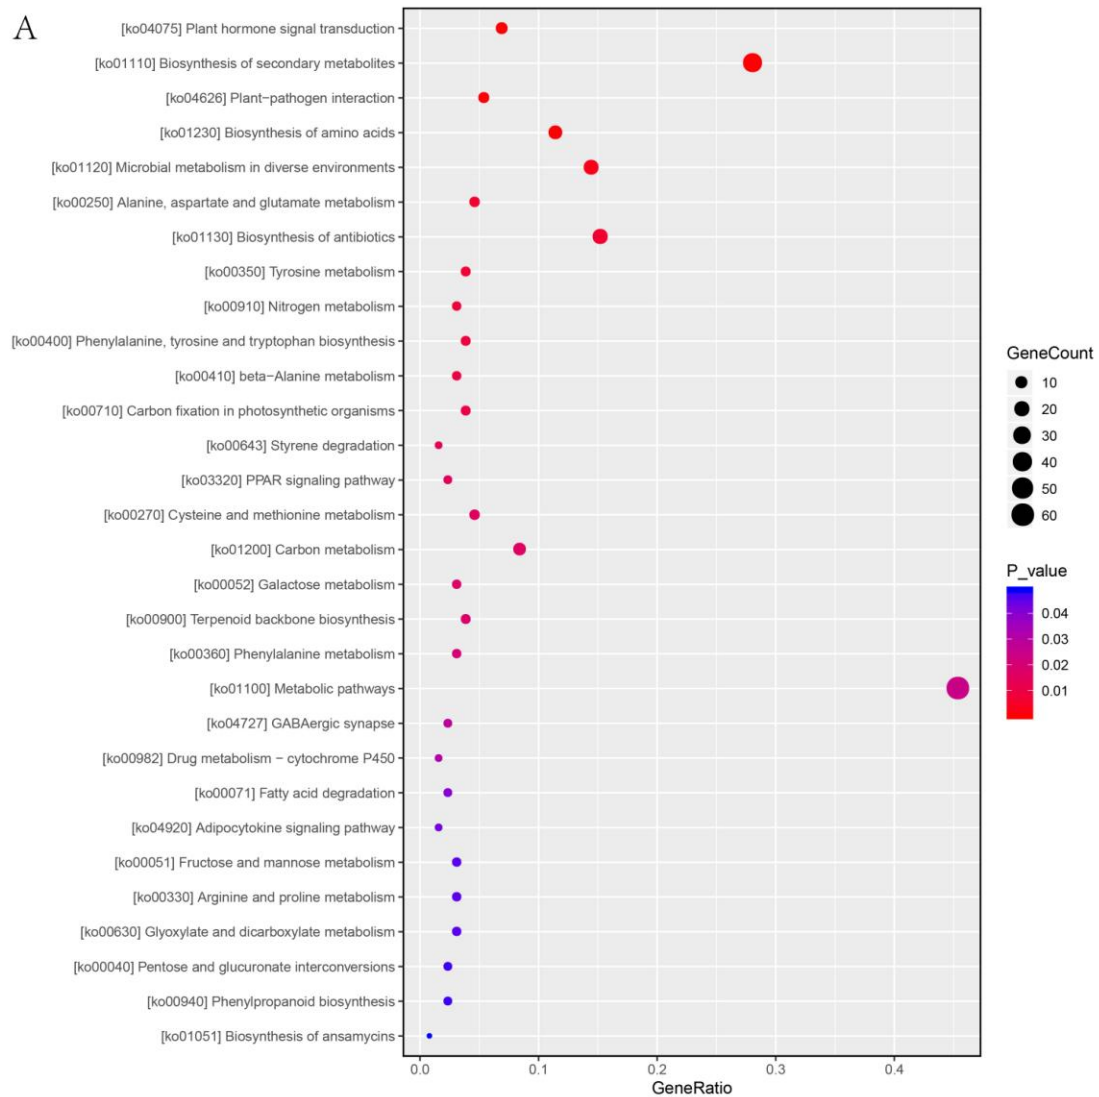 A
[ko04075] Plant hormone signal transduction
[ko01110] Biosynthesis of secondary metabolites
[ko04626] Plant−pathogen interaction
[ko01230] Biosynthesis of amino acids
[ko01120] Microbial metabolism in diverse environments
[ko00250] Alanine, aspartate and glutamate metabolism
[ko01130] Biosynthesis of antibiotics
[ko00350] Tyrosine metabolism
[ko00910] Nitrogen metabolism
[ko00400] Phenylalanine, tyrosine and tryptophan biosynthesis
[ko00410] beta−Alanine metabolism
[ko00710] Carbon fixation in photosynthetic organisms
[ko00643] Styrene degradation
[ko03320] PPAR signaling pathway
[ko00270] Cysteine and methionine metabolism
[ko01200] Carbon metabolism
[ko00052] Galactose metabolism
[ko00900] Terpenoid backbone biosynthesis
[ko00360] Phenylalanine metabolism
[ko01100] Metabolic pathways
[ko04727] GABAergic synapse
[ko00982] Drug metabolism − cytochrome P450
[ko00071] Fatty acid degradation
[ko04920] Adipocytokine signaling pathway
[ko00051] Fructose and mannose metabolism
[ko00330] Arginine and proline metabolism
[ko00630] Glyoxylate and dicarboxylate metabolism
[ko00040] Pentose and glucuronate interconversions
[ko00940] Phenylpropanoid biosynthesis
[ko01051] Biosynthesis of ansamycins
0.0 0.1 0.2 0.3 0.4
GeneRatio
GeneCount
10
20
30
40
50
60
P_value
0.04
0.03
0.02
0.01